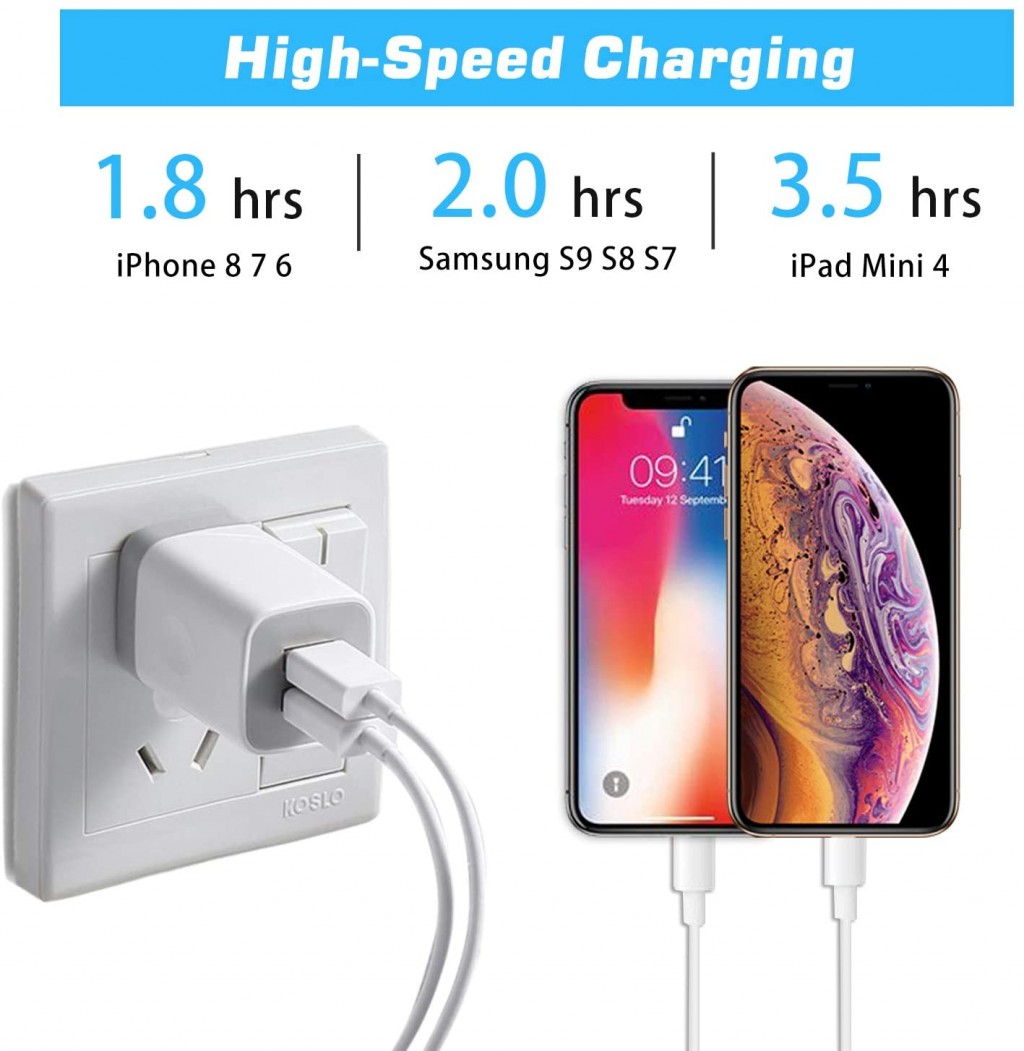 High-Speed Charging
1.8 hrs
iPhone 8 7 6
2.0 hrs
Samsung S9 S8 S7
3.5 hrs
iPad Mini 4
09:41
Tuesday 12 Septemb
KOSLO